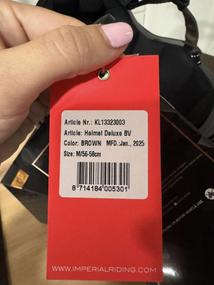 Article Nr.: KL13323003
Article: Helmet Deluxe BV
Color: BROWN MFD.Jan., 2025
Size: M/56-58cm
8 714184 005301
WWW.IMPERIALRIDING.COM